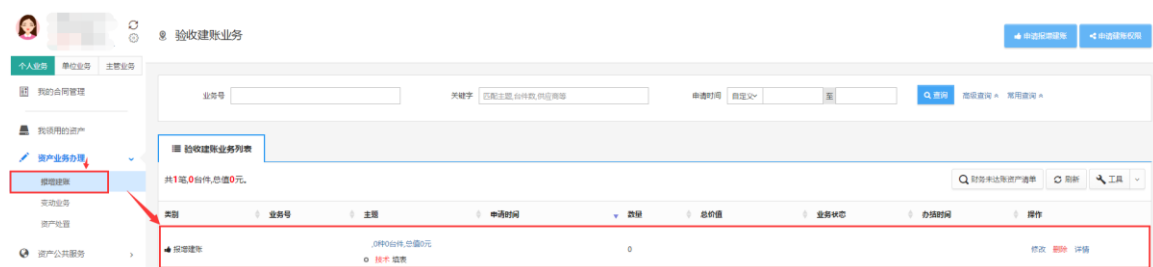 验收建账业务
申请报增建账
申请建账权限
个人业务 单位业务 主管业务
我的合同管理
业务号
关键字 匹配主题,台件数,供应商等
申请时间 自定义 至
查询 高级查询 常用查询
我领用的资产
资产业务办理
报增建账
变动业务
资产处置
资产公共服务
验收建账业务列表
共1笔,0台件,总值0元。
财务未达账资产清单 刷新 工具
类别 业务号 主题 申请时间 数量 总价值 业务状态 办结时间 操作
报增建账 ,0种0台件,总值0元 0 修改 删除 详情
技术 填表